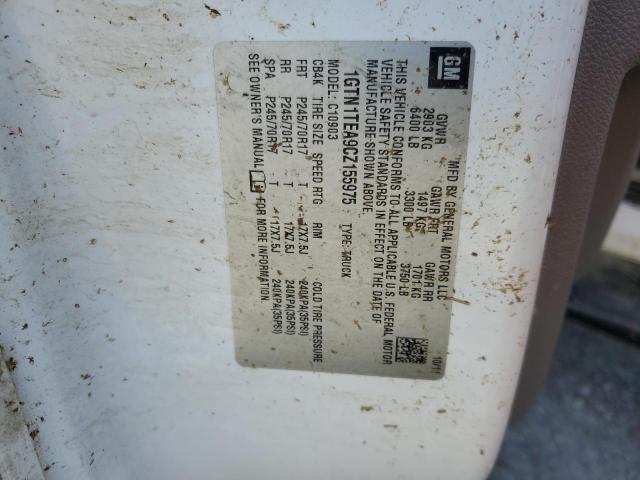 GM
MFD BY GENERAL MOTORS LLC
10/11
GVWR GAWR FRT GAWR RR
2903 KG 1497 KG 1701 KG
6400 LB 3300 LB 3750 LB
THIS VEHICLE CONFORMS TO ALL APPLICABLE U.S. FEDERAL MOTOR
VEHICLE SAFETY STANDARDS IN EFFECT ON THE DATE OF
MANUFACTURE SHOWN ABOVE.
1GTN1TEA9CZ155975 TYPE: TRUCK
MODEL: C10903
CB4K TIRE SIZE SPEED RTG RIM COLD TIRE PRESSURE
FRT P245/70R17 T 17X7.5J 240KPA(35PSI)
RR P245/70R17 T 17X7.5J 240KPA(35PSI)
SPA P245/70R17 T 17X7.5J 240KPA(35PSI)
SEE OWNER'S MANUAL FOR MORE INFORMATION